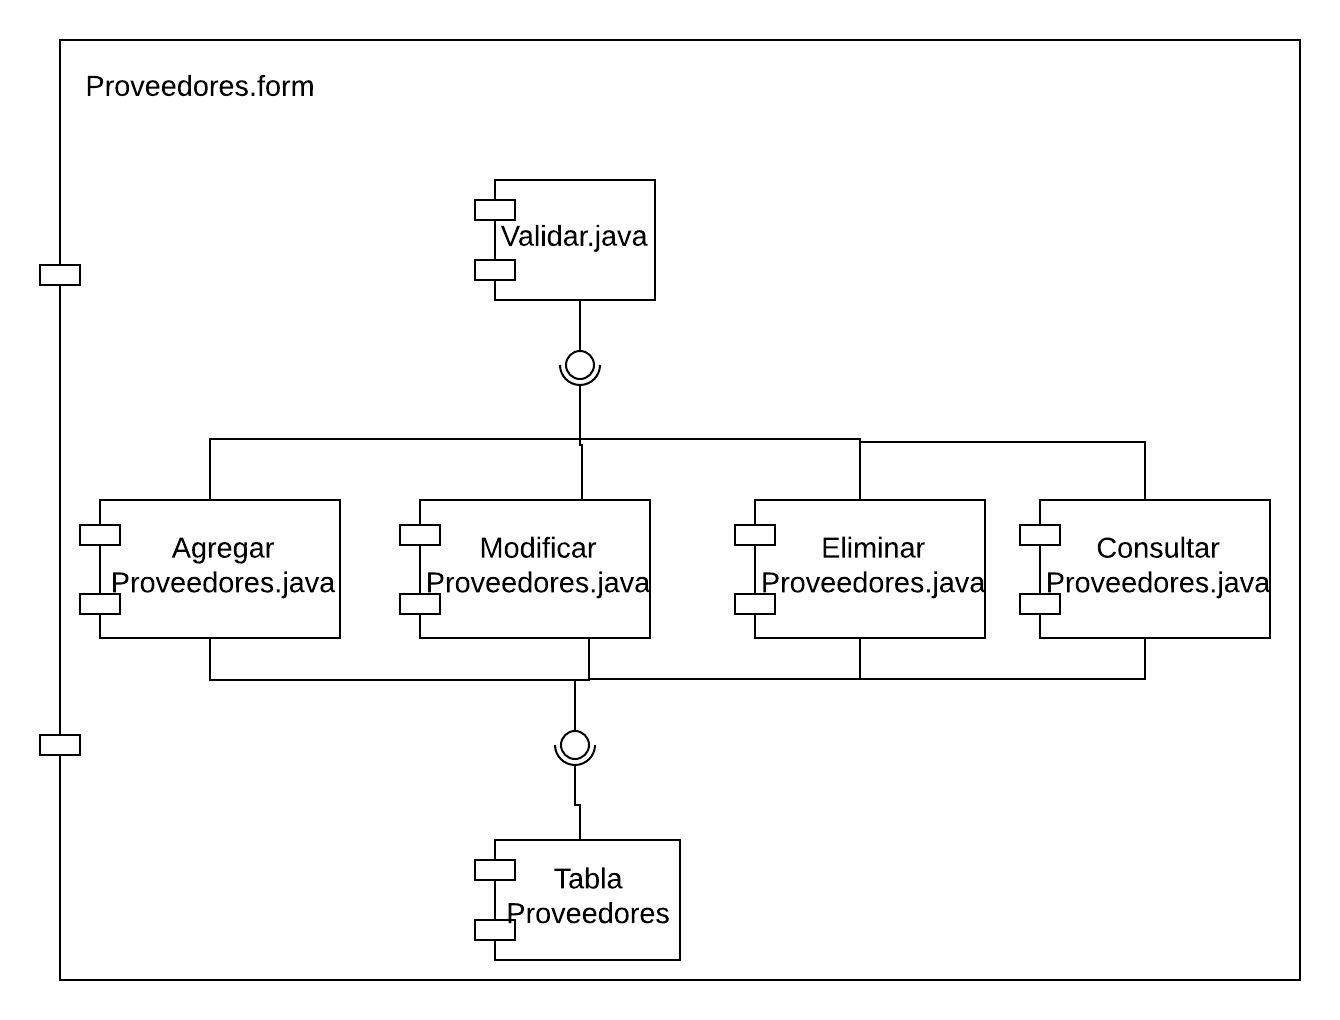 Proveedores.form
Validar.java
Agregar
Proveedores.java
Modificar
Proveedores.java
Eliminar
Proveedores.java
Consultar
Proveedores.java
Tabla
Proveedores